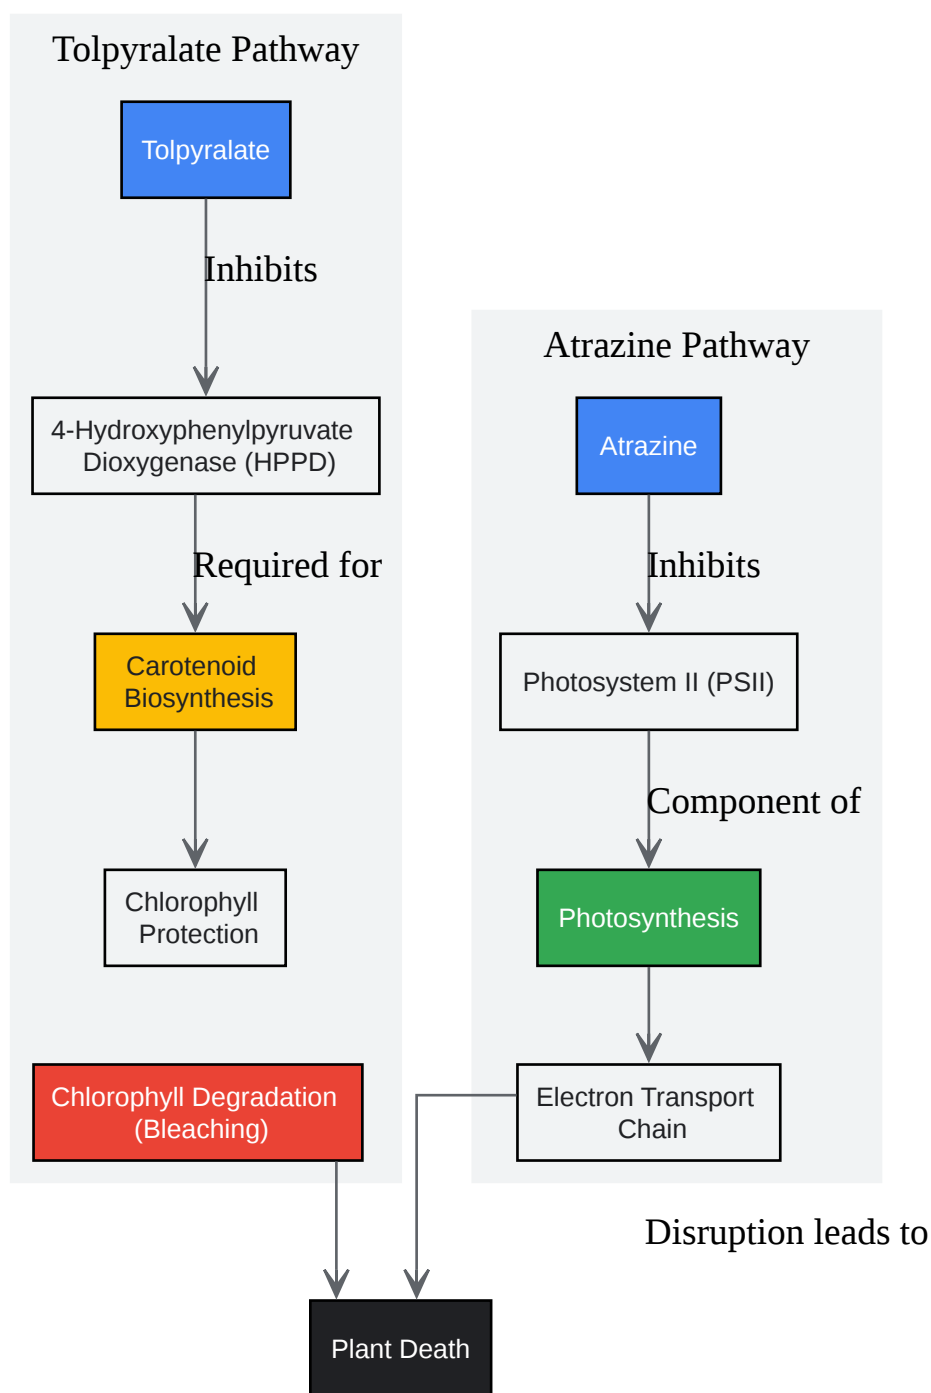 Tolpyralate Pathway
Tolpyralate
Inhibits
4-Hydroxyphenylpyruvate
Dioxygenase (HPPD)
Required for
Carotenoid
Biosynthesis
Chlorophyll
Protection
Chlorophyll Degradation
(Bleaching)
Atrazine Pathway
Atrazine
Inhibits
Photosystem II (PSII)
Component of
Photosynthesis
Electron Transport
Chain
Disruption leads to
Plant Death